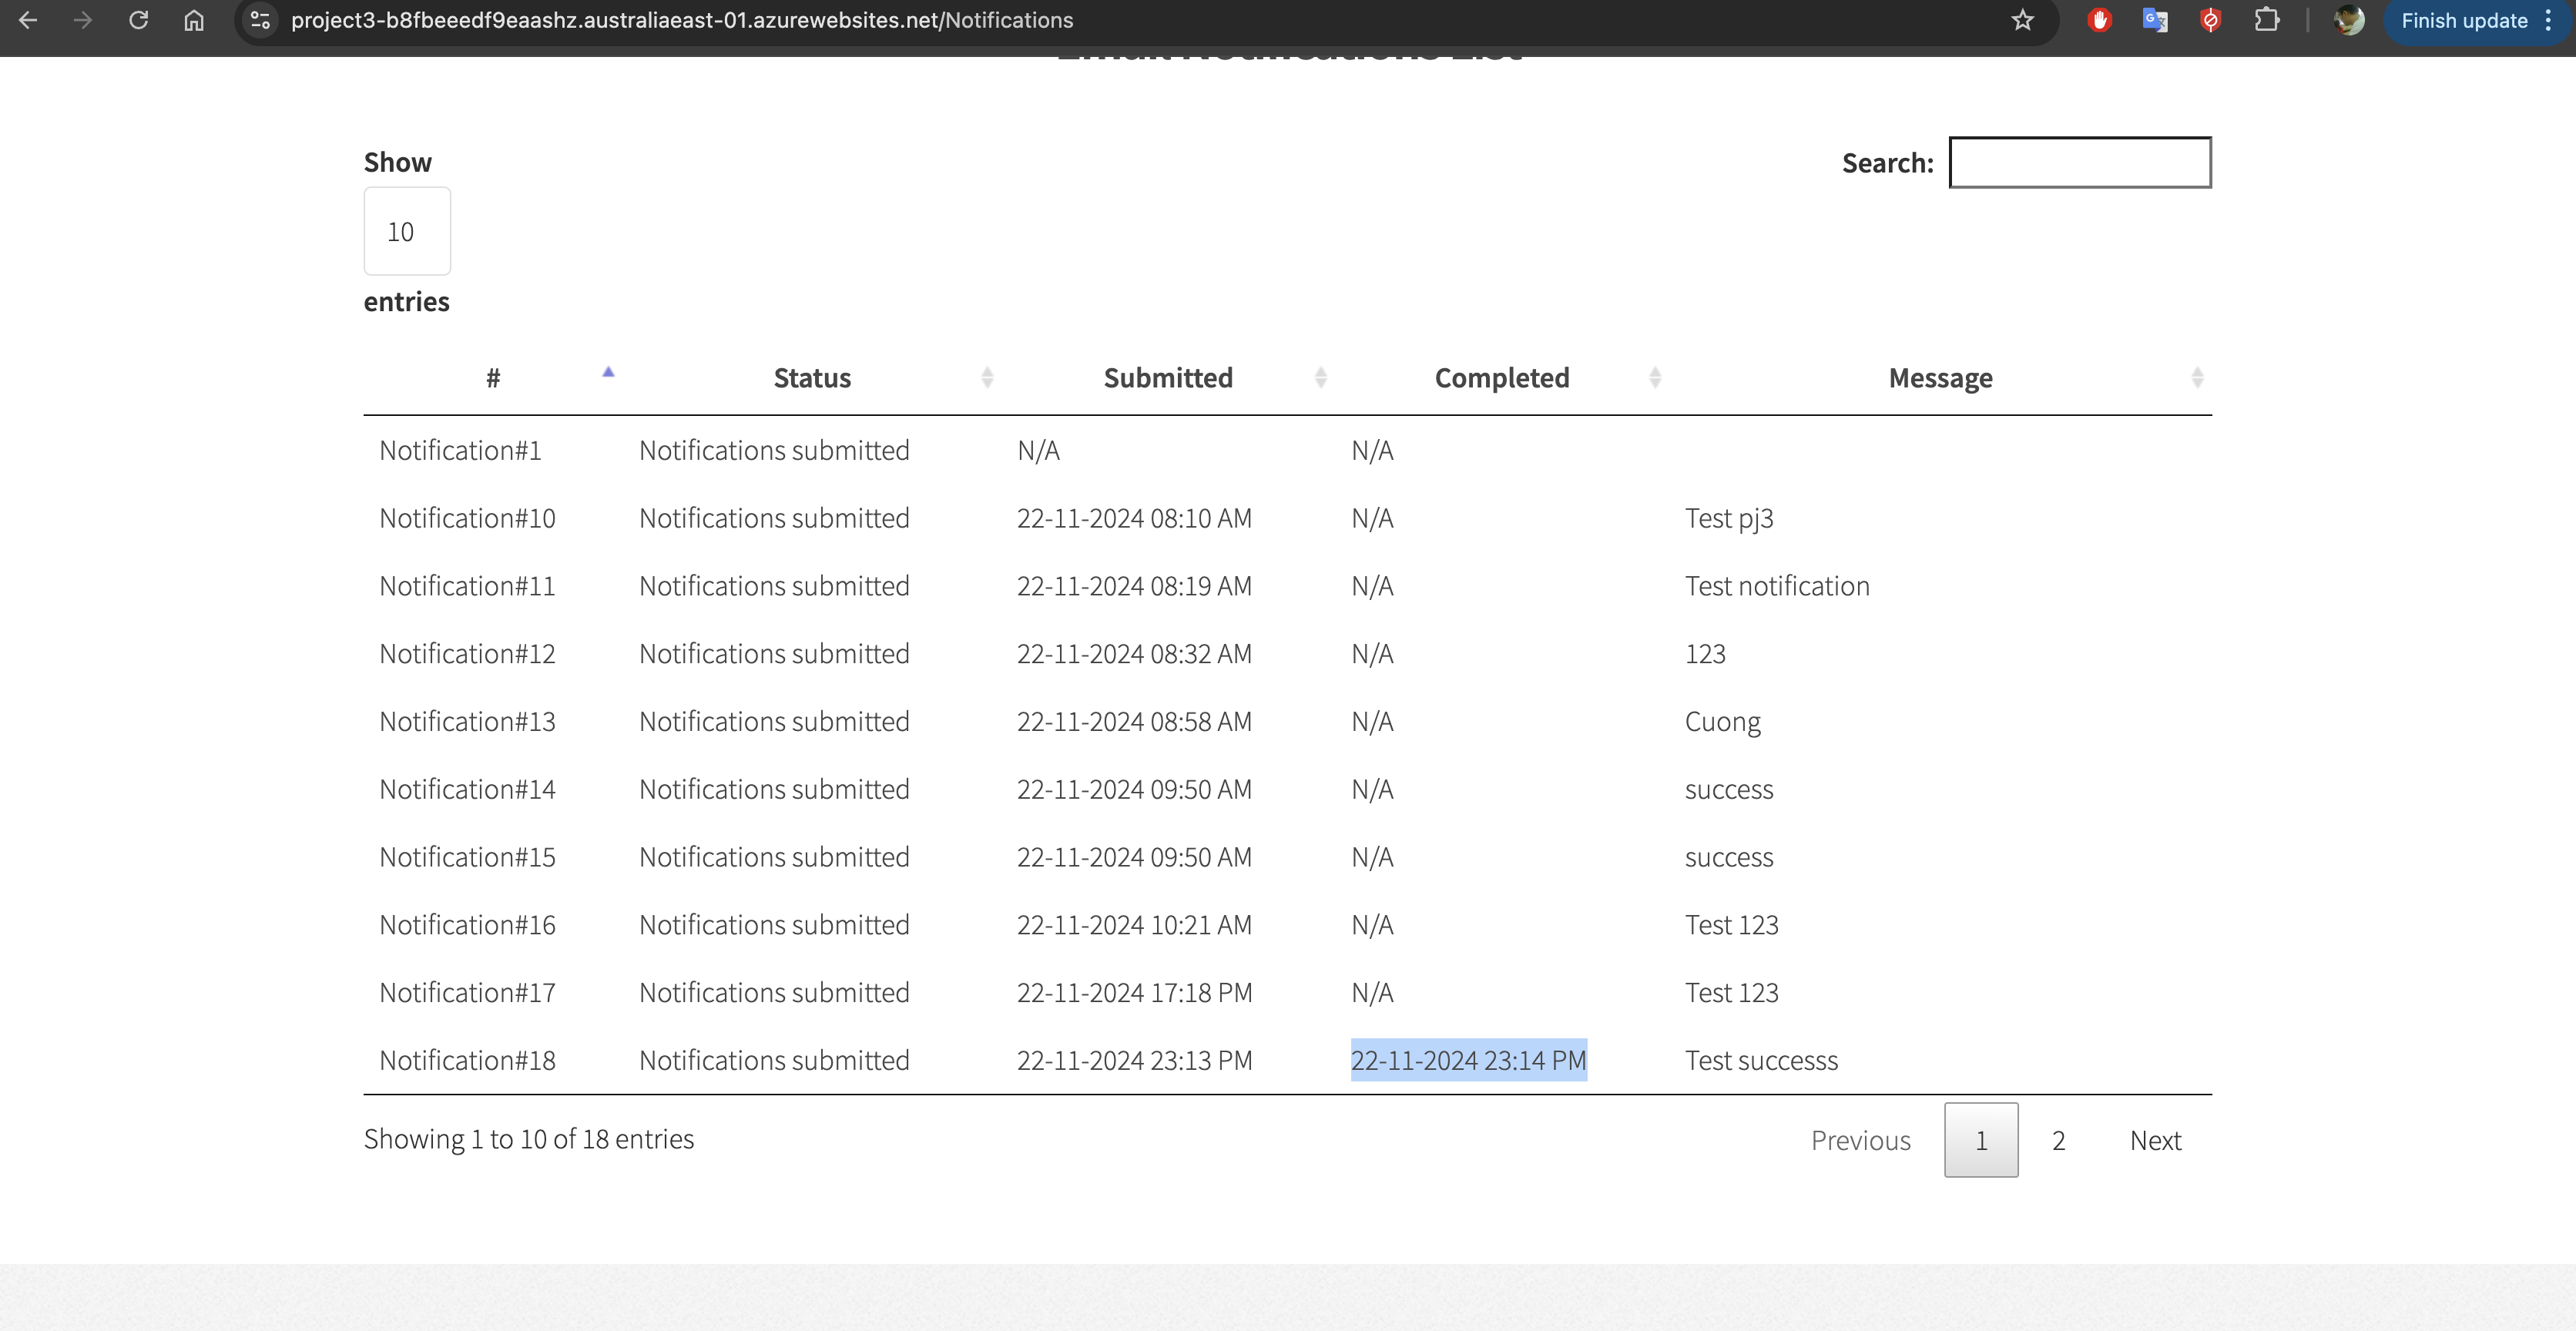 project3-b8fbeeedf9eaashz.australiaeast-01.azurewebsites.net/Notifications
Finish update
Email Notifications List
Show
10
entries
Search:
# Status Submitted Completed Message
Notification#1 Notifications submitted N/A N/A
Notification#10 Notifications submitted 22-11-2024 08:10 AM N/A Test pj3
Notification#11 Notifications submitted 22-11-2024 08:19 AM N/A Test notification
Notification#12 Notifications submitted 22-11-2024 08:32 AM N/A 123
Notification#13 Notifications submitted 22-11-2024 08:58 AM N/A Cuong
Notification#14 Notifications submitted 22-11-2024 09:50 AM N/A success
Notification#15 Notifications submitted 22-11-2024 09:50 AM N/A success
Notification#16 Notifications submitted 22-11-2024 10:21 AM N/A Test 123
Notification#17 Notifications submitted 22-11-2024 17:18 PM N/A Test 123
Notification#18 Notifications submitted 22-11-2024 23:13 PM 22-11-2024 23:14 PM Test successs
Showing 1 to 10 of 18 entries
Previous 1 2 Next